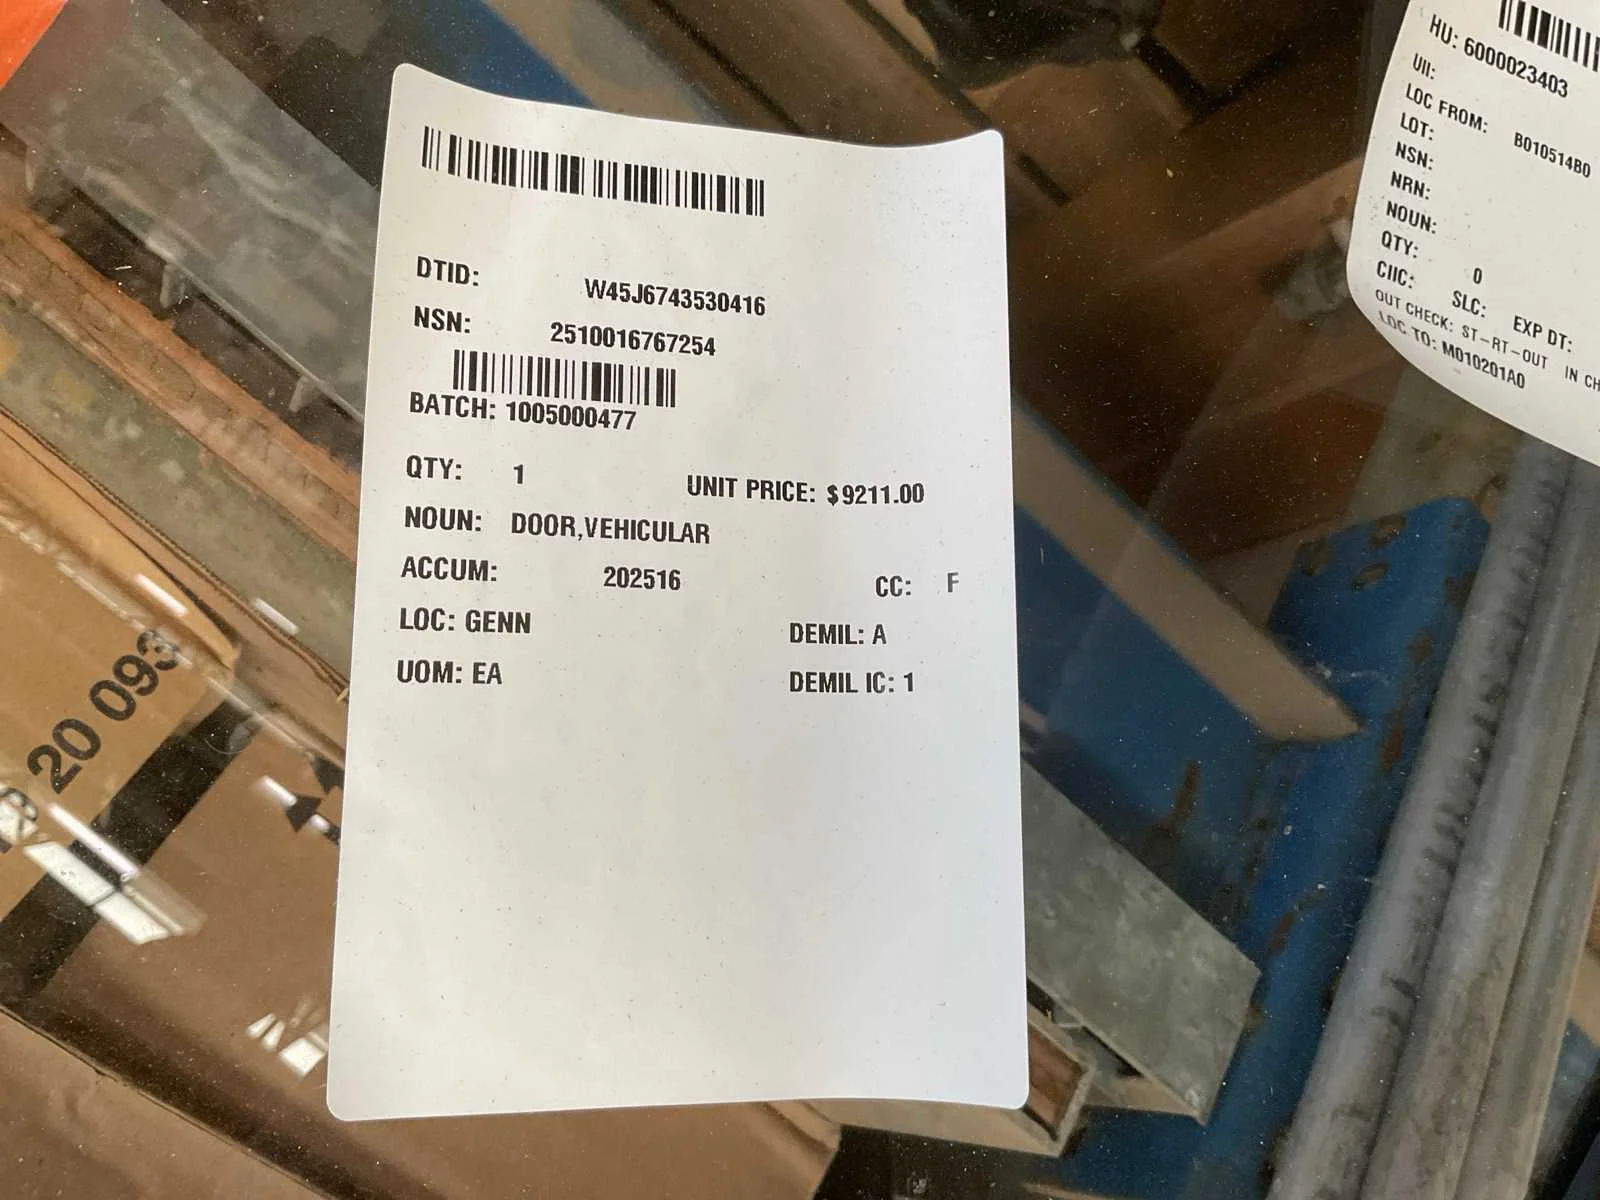 DTID: W45J6743530416
NSN: 2510016767254
BATCH: 1005000477
QTY: 1 UNIT PRICE: $9211.00
NOUN: DOOR,VEHICULAR
ACCUM: 202516 CC: F
LOC: GENN DEMIL: A
UOM: EA DEMIL IC: 1
HU: 6000023403
UII:
LOC FROM: B010514B0
LOT:
NSN:
NRN:
NOUN:
QTY: 0
CIIC: SLC: EXP DT:
OUT CHECK: ST-RT-OUT IN CH
LOC TO: M010201A0
20 093